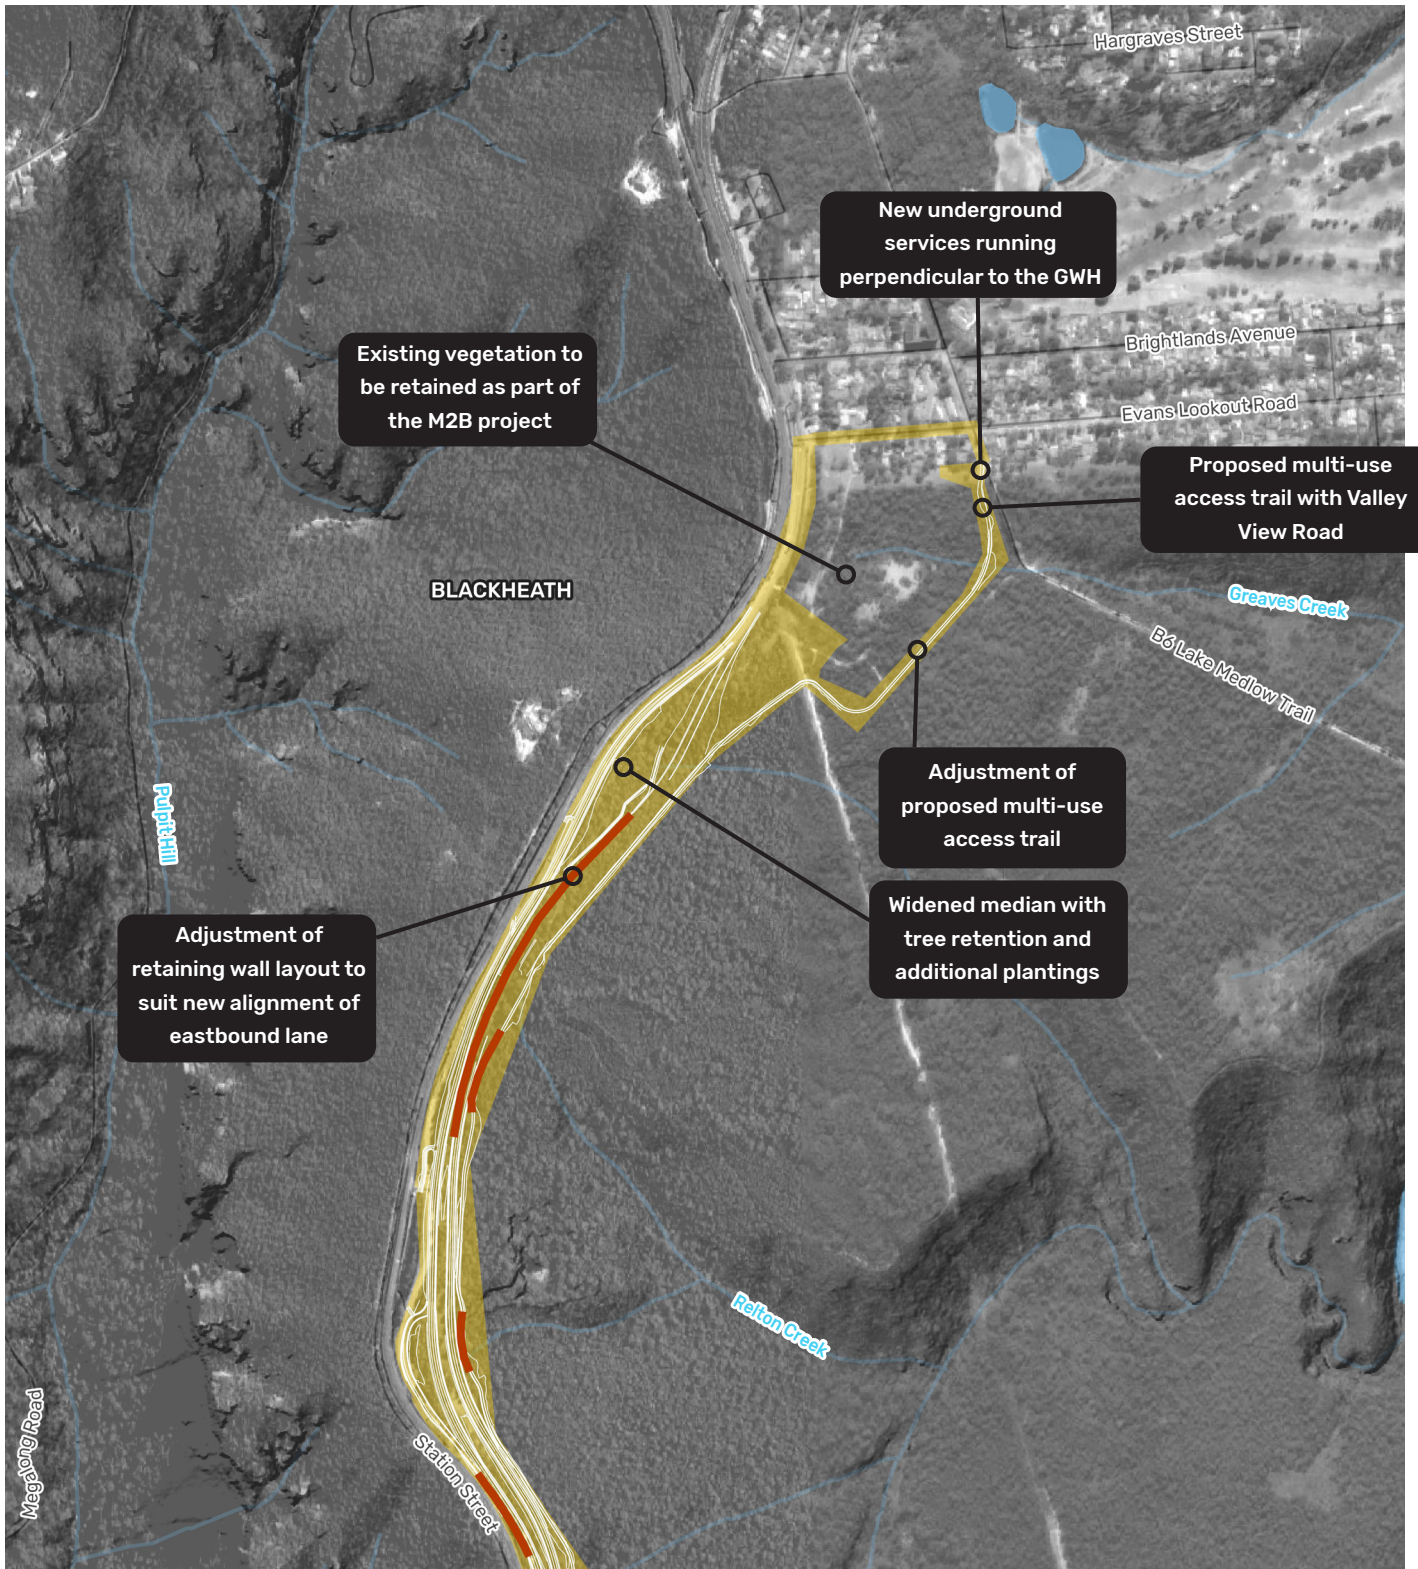 Hargraves Street
New underground
services running
perpendicular to the GWH
Brightlands Avenue
Existing vegetation to
be retained as part of
the M2B project
Evans Lookout Road
Proposed multi-use
access trail with Valley
View Road
BLACKHEATH
Greaves Creek
B6 Lake Medlow Trail
Adjustment of
proposed multi-use
access trail
Pulpit Hill
Widened median with
tree retention and
additional plantings
Adjustment of
retaining wall layout to
suit new alignment of
eastbound lane
Relton Creek
Megalong Road
Station Street